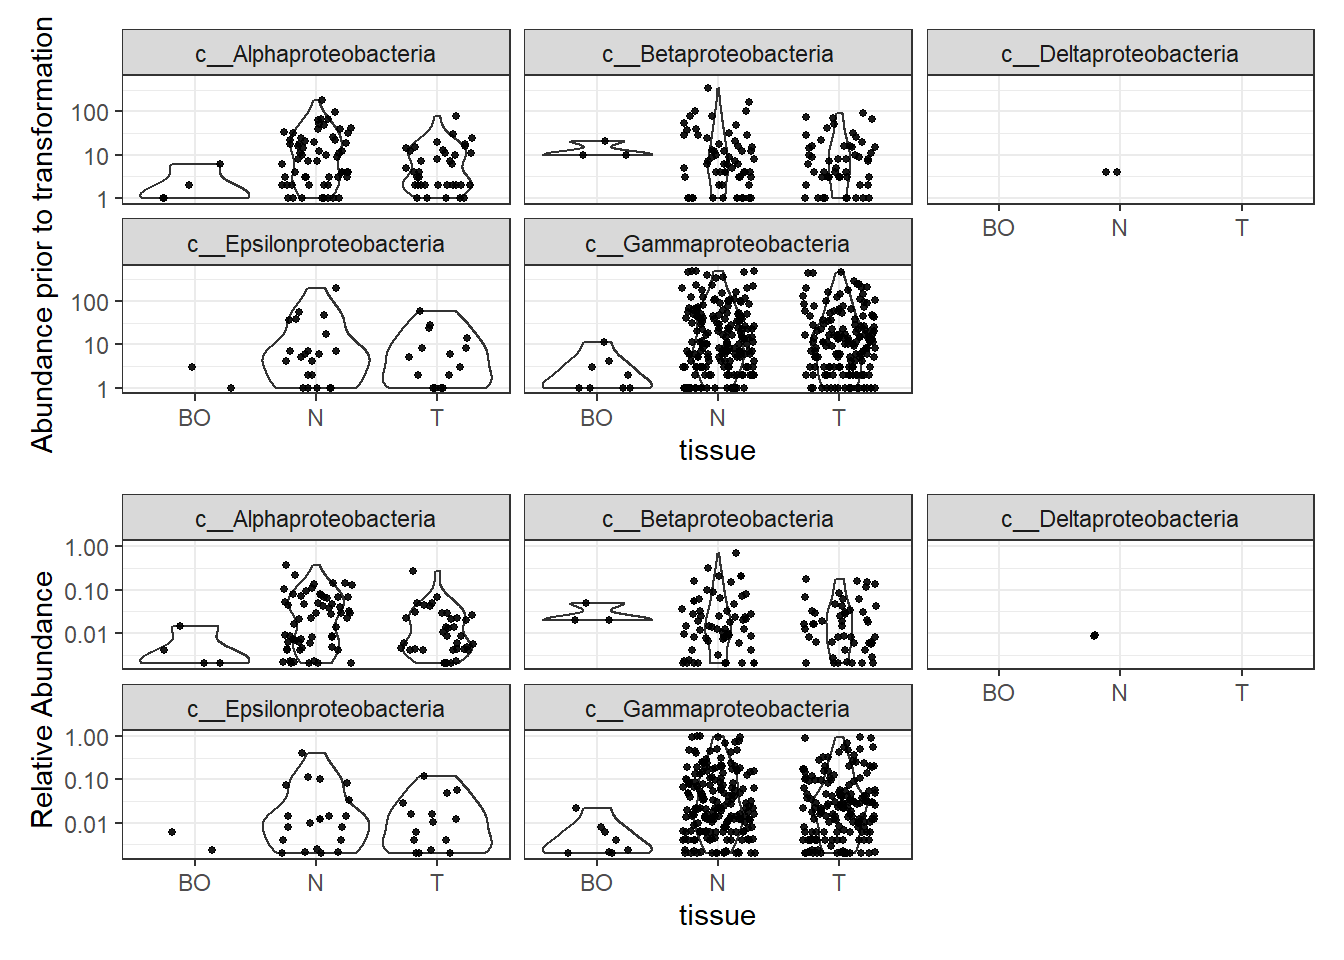 Abundance prior to transformation
c__Alphaproteobacteria
c__Betaproteobacteria
c__Deltaproteobacteria
100
10
1
BO N T
c__Epsilonproteobacteria
c__Gammaproteobacteria
100
10
1
BO N T
BO N T
tissue
Relative Abundance
c__Alphaproteobacteria
c__Betaproteobacteria
c__Deltaproteobacteria
1.00
0.10
0.01
BO N T
c__Epsilonproteobacteria
c__Gammaproteobacteria
1.00
0.10
0.01
BO N T
BO N T
tissue